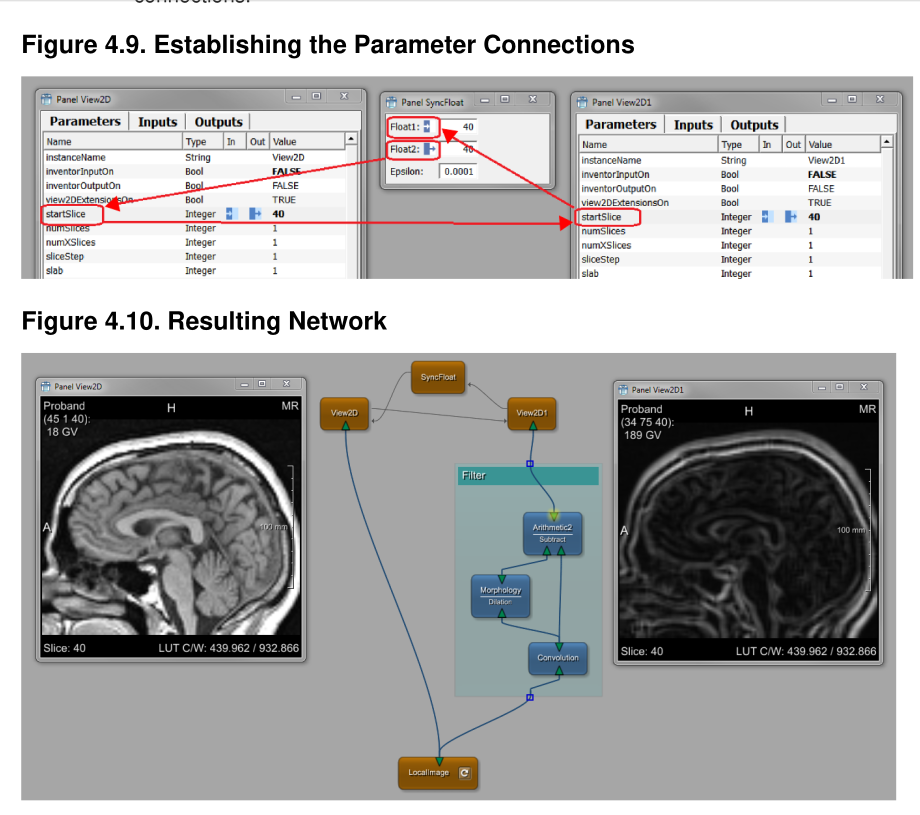 connections.
Figure 4.9. Establishing the Parameter Connections
Panel View2D
Parameters Inputs Outputs
Name Type In Out Value
instanceName String View2D
inventorInputOn Bool FALSE
inventorOutputOn Bool FALSE
view2DExtensionsOn Bool TRUE
startSlice Integer 40
numSlices Integer 1
numXSlices Integer 1
sliceStep Integer 1
slab Integer 1
Panel SyncFloat
Float1: 40
Float2: 40
Epsilon: 0.0001
Panel View2D1
Parameters Inputs Outputs
Name Type In Out Value
instanceName String View2D1
inventorInputOn Bool FALSE
inventorOutputOn Bool FALSE
view2DExtensionsOn Bool TRUE
startSlice Integer 40
numSlices Integer 1
numXSlices Integer 1
sliceStep Integer 1
slab Integer 1
Figure 4.10. Resulting Network
Panel View2D
Proband H MR
(45 1 40):
18 GV
A
100 mm
Slice: 40 LUT C/W: 439.962 / 932.866
SyncFloat
View2D
View2D1
Filter
Arithmetic2
Subtract
Morphology
Dilation
Convolution
LocalImage
Panel View2D1
Proband H MR
(34 75 40):
189 GV
A
100 mm
Slice: 40 LUT C/W: 439.962 / 932.866